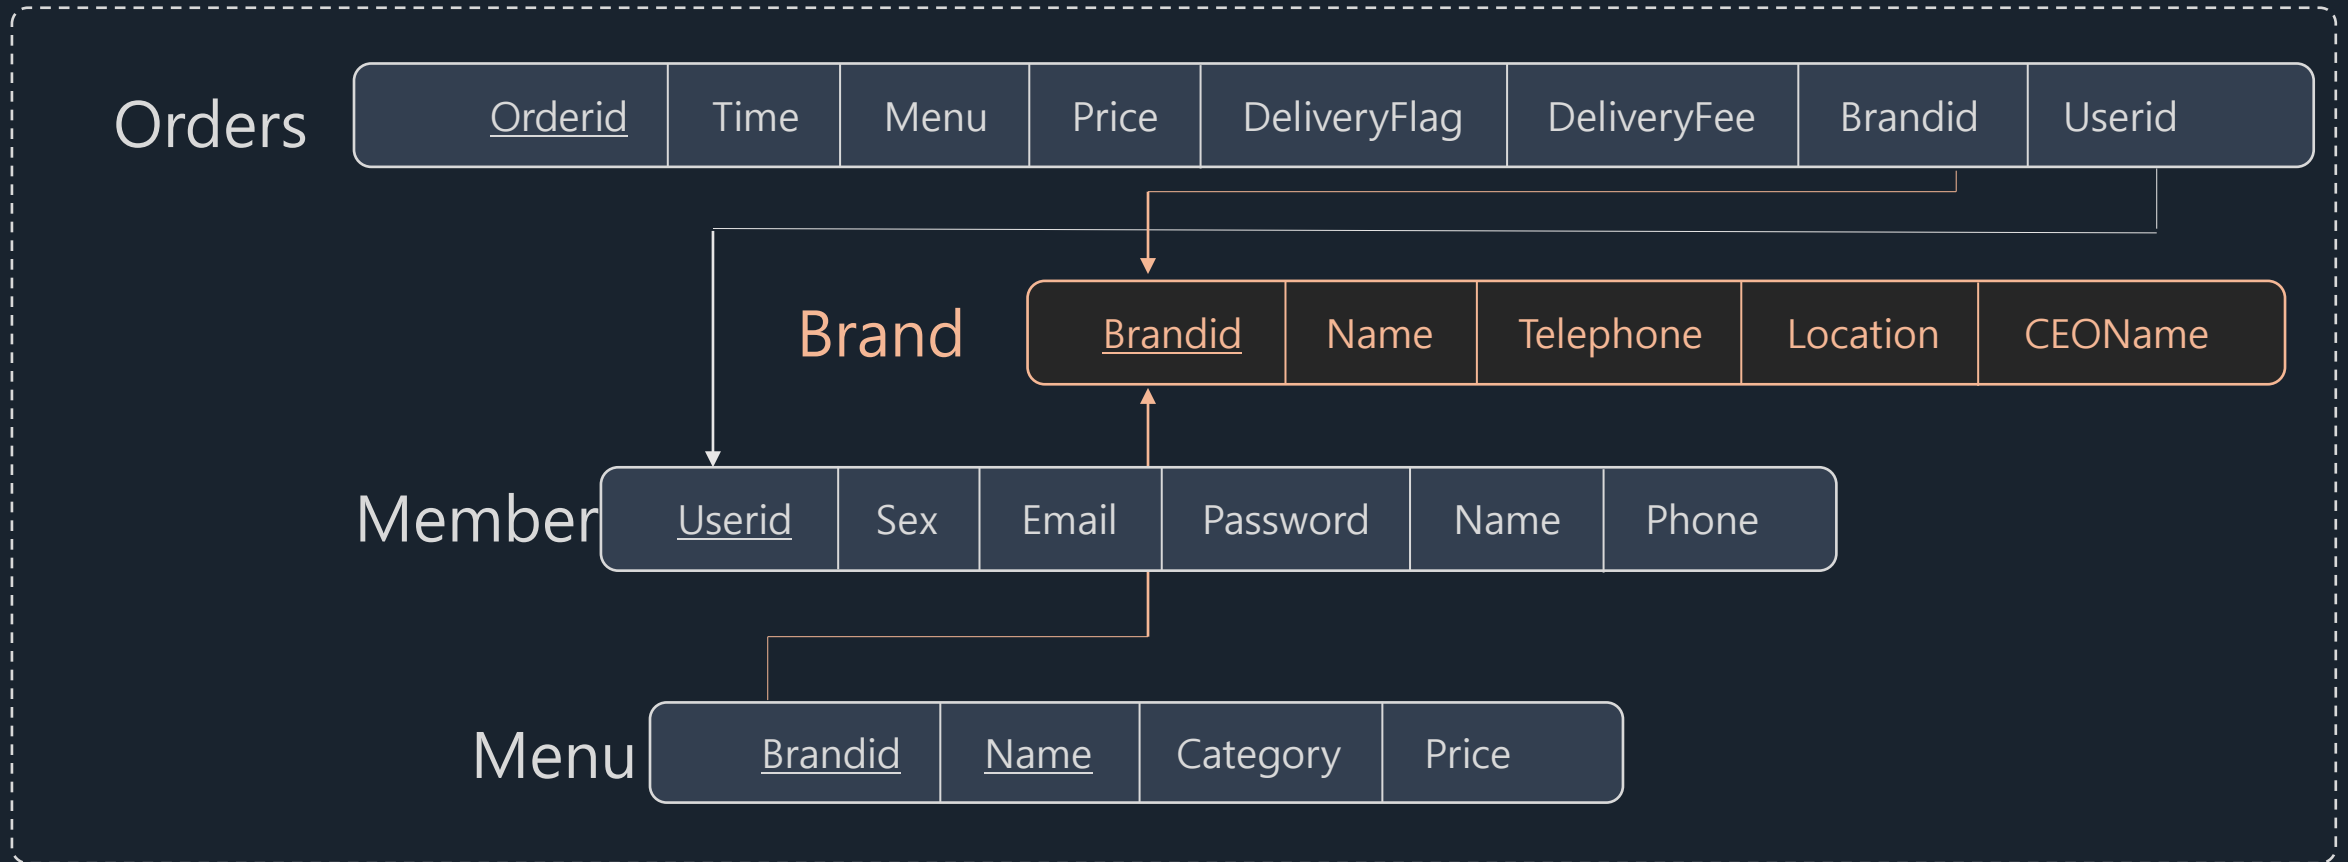 Orders Orderid Time Menu Price DeliveryFlag DeliveryFee Brandid Userid
Brand Brandid Name Telephone Location CEOName
Member Userid Sex Email Password Name Phone
Menu Brandid Name Category Price